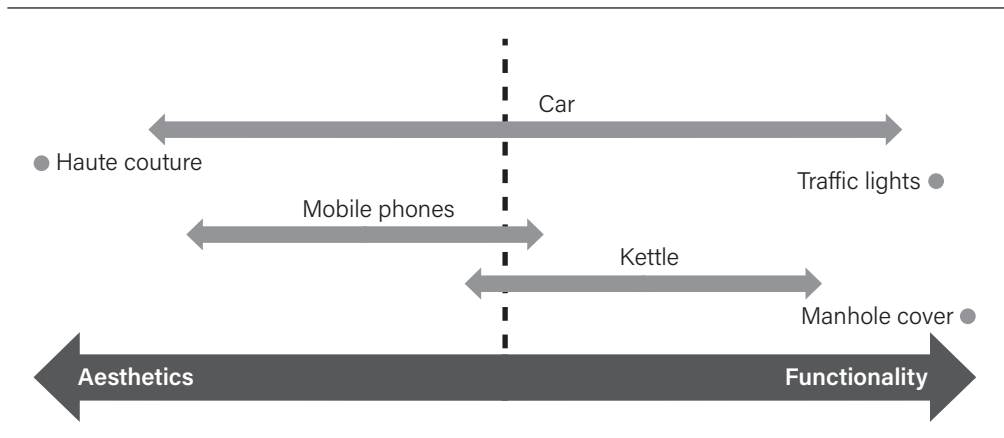 Car
Haute couture
Traffic lights
Mobile phones
Kettle
Manhole cover
Aesthetics
Functionality